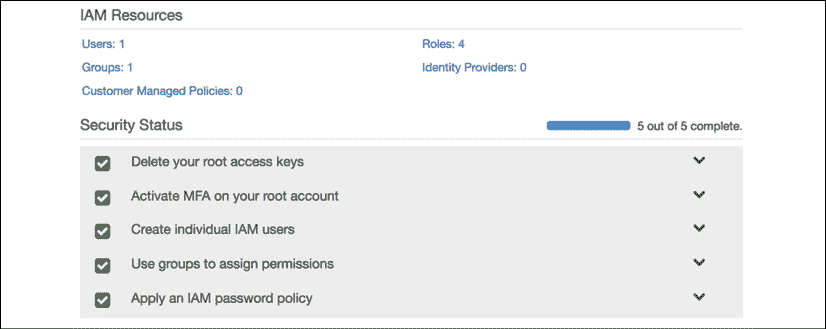 IAM Resources
Users: 1
Roles: 4
Groups: 1
Identity Providers: 0
Customer Managed Policies: 0
Security Status
5 out of 5 complete.
Delete your root access keys
Activate MFA on your root account
Create individual IAM users
Use groups to assign permissions
Apply an IAM password policy